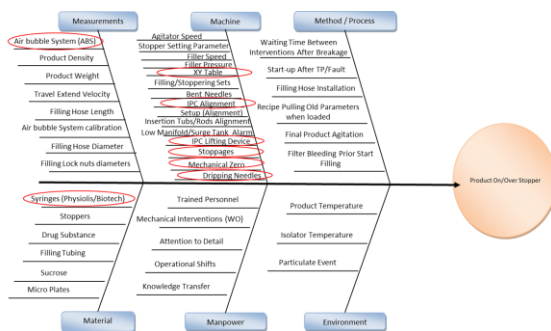 Measurements
Machine
Method / Process
Air bubble System (ABS)
Product Density
Product Weight
Travel Extend Velocity
Filling Hose Length
Air bubble System calibration
Filling Hose Diameter
Filling Lock nuts diameters
Agitator Speed
Stopper Setting Parameter
Filler Speed
Filler Pressure
XY Table
Filling/Stoppering Sets
Bent Needles
IPC Alignment
Setup (Alignment)
Insertion Tubs/Rods Alignment
Low Manifold/Surge Tank Alarm
IPC Lifting Device
Stoppages
Mechanical Zero
Dripping Needles
Waiting Time Between
Interventions After Breakage
Start-up After TP/Fault
Filling Hose Installation
Recipe Pulling Old Parameters
when loaded
Final Product Agitation
Filter Bleeding Prior Start
Filling
Product On/Over Stopper
Syringes (Physiolis/Biotech)
Stoppers
Drug Substance
Filling Tubing
Sucrose
Micro Plates
Trained Personnel
Mechanical Interventions (WO)
Attention to Detail
Operational Shifts
Knowledge Transfer
Product Temperature
Isolator Temperature
Particulate Event
Material
Manpower
Environment